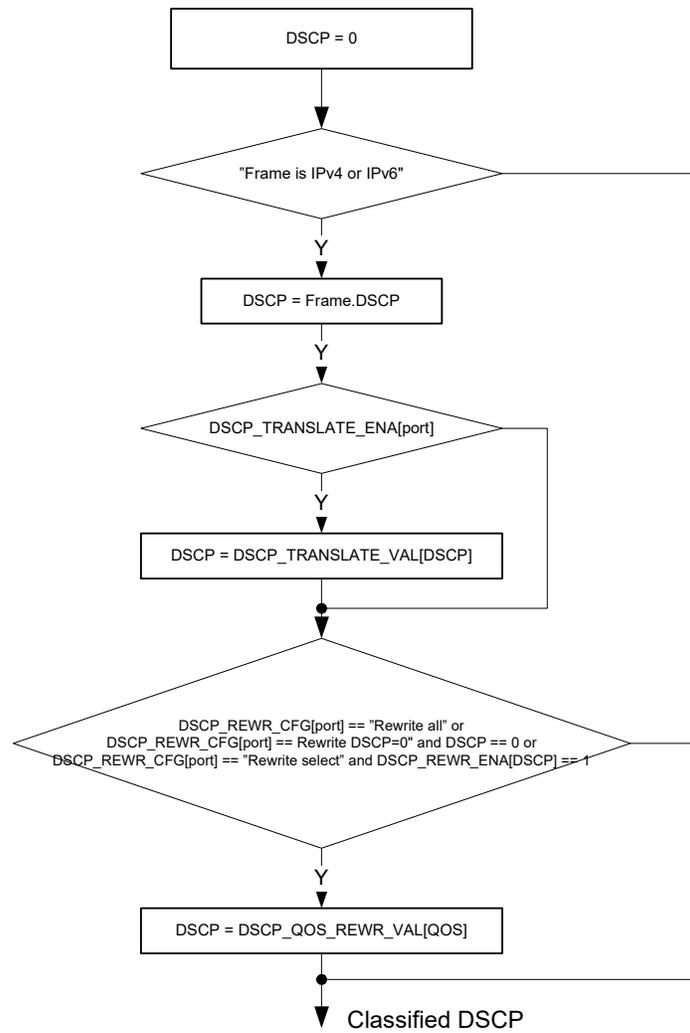 DSCP = 0
"Frame is IPv4 or IPv6"
Y
DSCP = Frame.DSCP
Y
DSCP_TRANSLATE_ENA[port]
Y
DSCP = DSCP_TRANSLATE_VAL[DSCP]
DSCP_REWR_CFG[port] == "Rewrite all" or
DSCP_REWR_CFG[port] == Rewrite DSCP=0" and DSCP == 0 or
DSCP_REWR_CFG[port] == "Rewrite select" and DSCP_REWR_ENA[DSCP] == 1
Y
DSCP = DSCP_QOS_REWR_VAL[QOS]
Classified DSCP